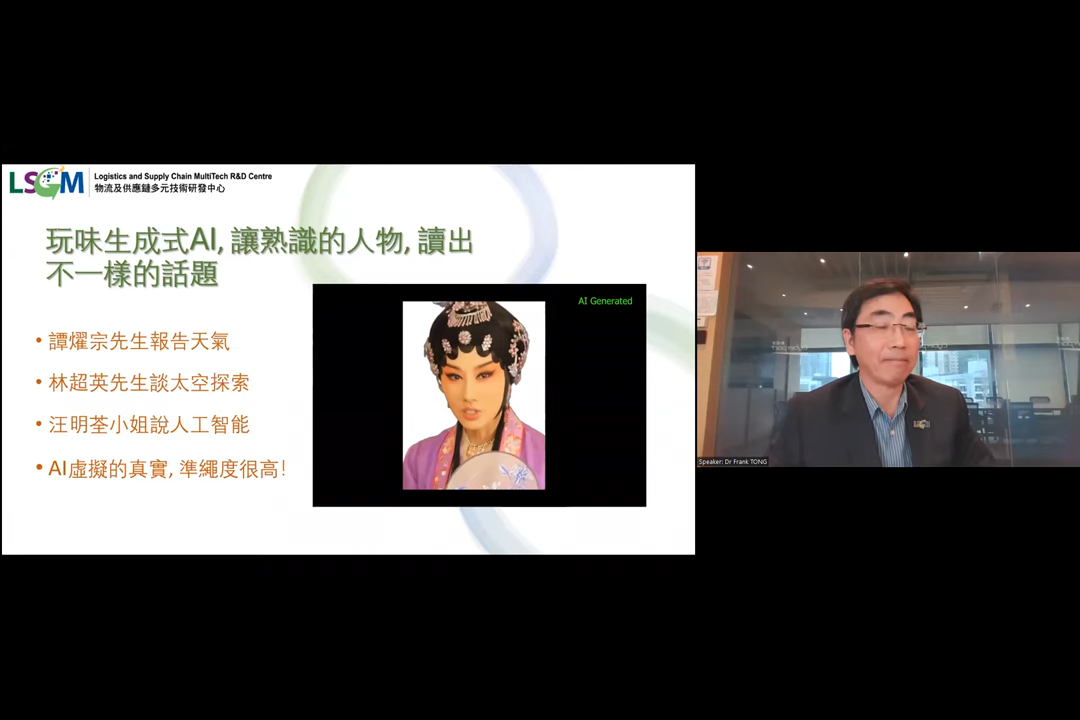 LSCM
Logistics and Supply Chain MultiTech R&D Centre
物流及供應鏈多元技術研發中心
玩味生成式AI, 讓熟識的人物, 讀出
不一樣的話題
• 譚燿宗先生報告天氣
• 林超英先生談太空探索
• 汪明荃小姐說人工智能
• AI虛擬的真實, 準繩度很高!
AI Generated
Speaker: Dr Frank TONG